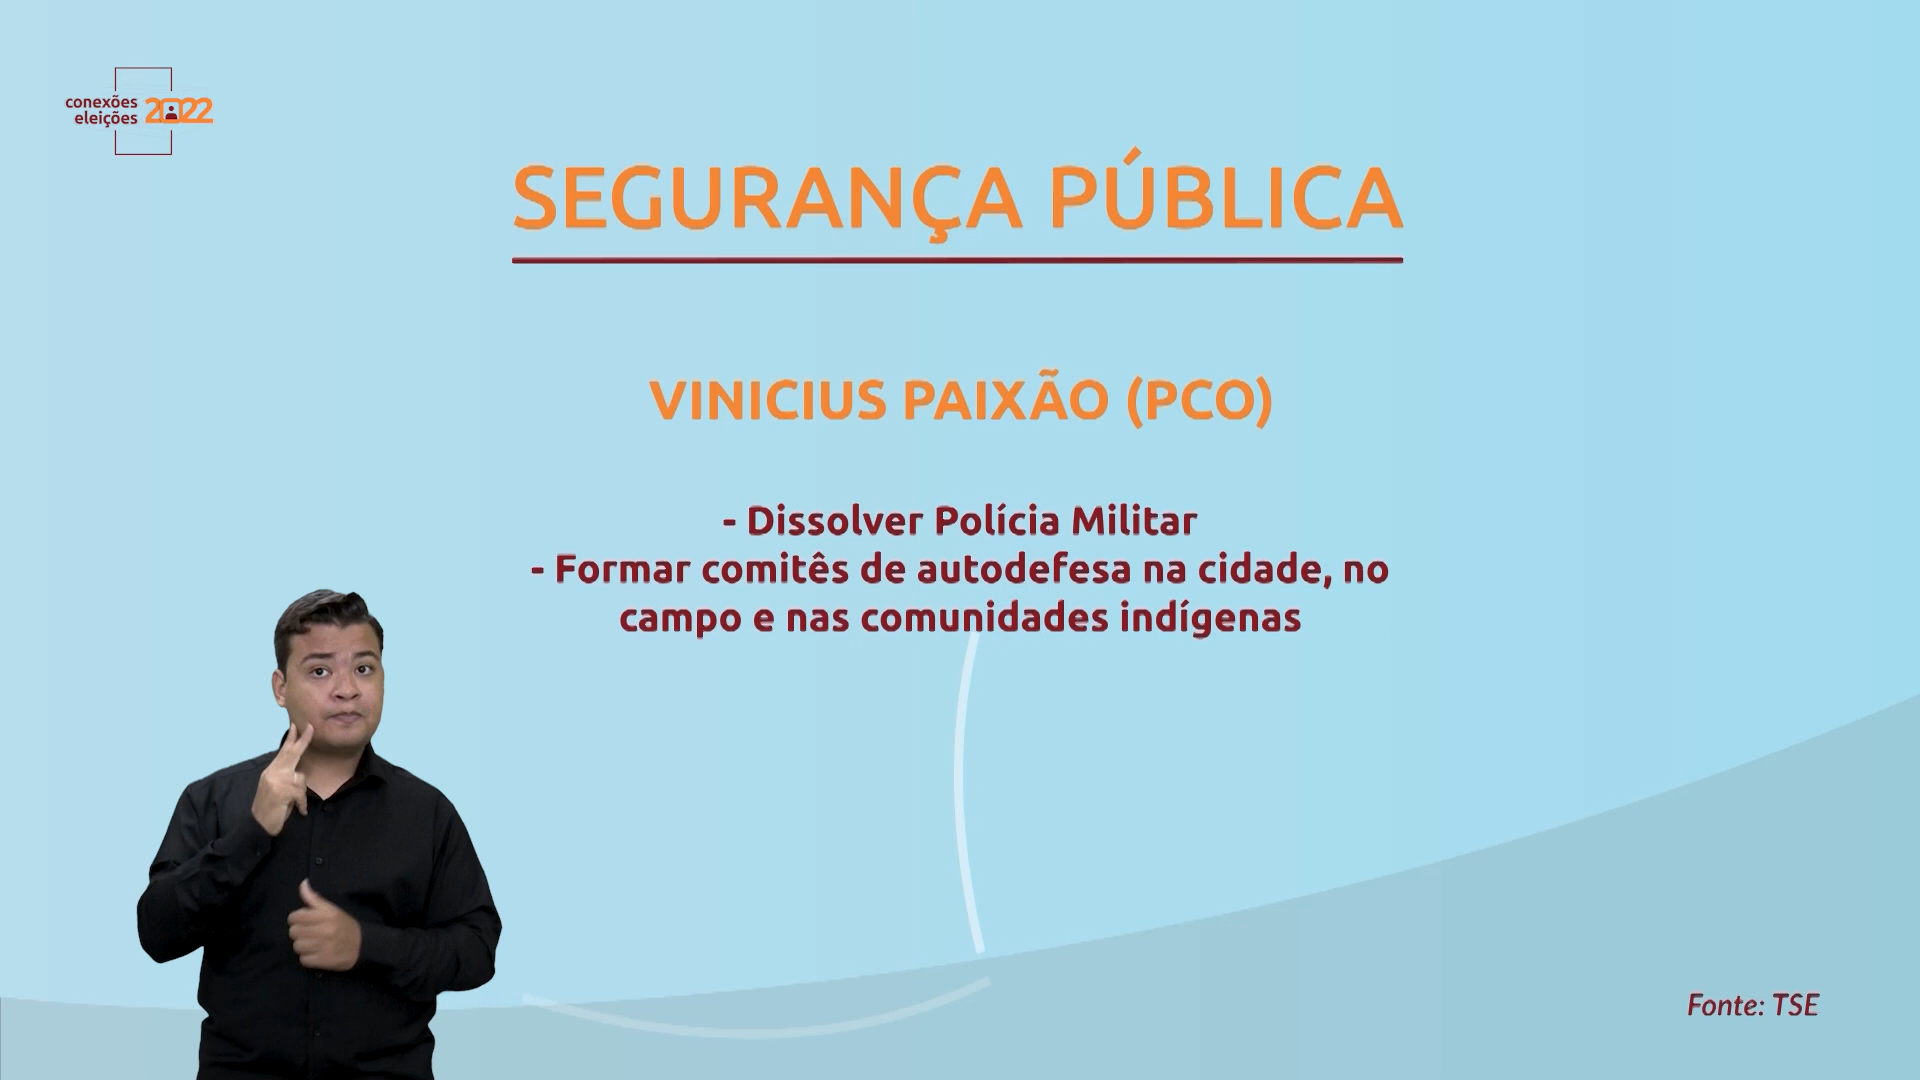 conexões
eleições 2022
SEGURANÇA PÚBLICA
VINICIUS PAIXÃO (PCO)
- Dissolver Polícia Militar
- Formar comitês de autodefesa na cidade, no
campo e nas comunidades indígenas
Fonte: TSE